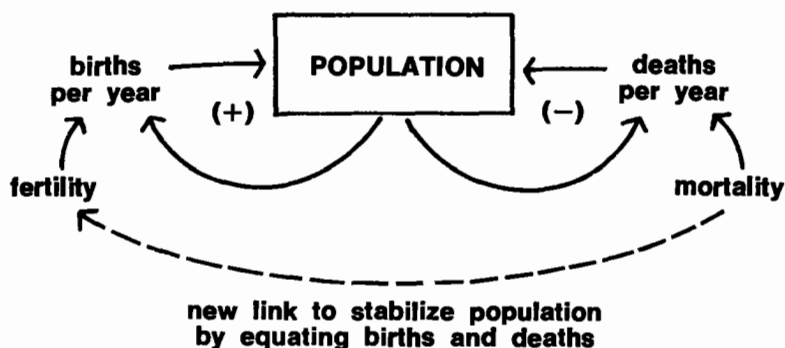 births
per year
(+)
POPULATION
(−)
deaths
per year
fertility
mortality
new link to stabilize population
by equating births and deaths